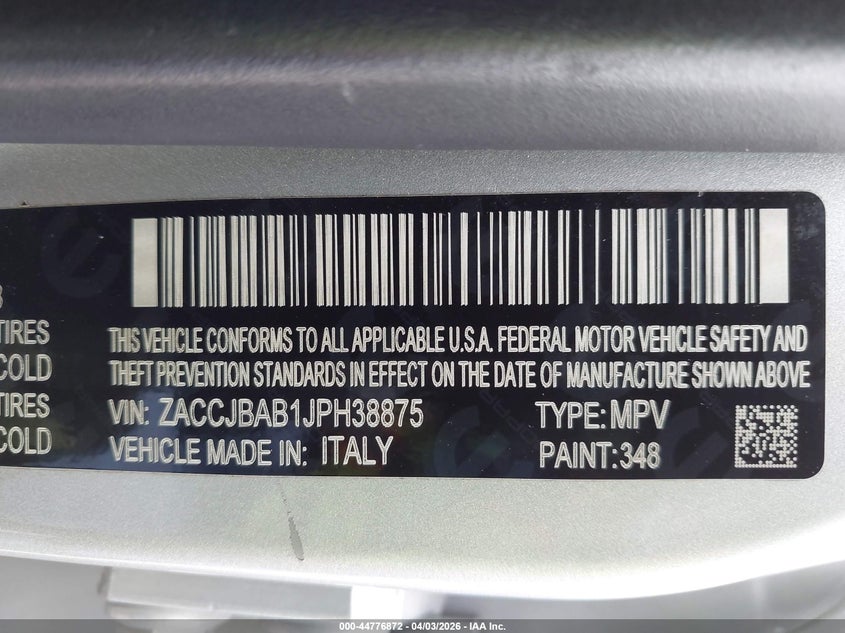 3
TIRES
COLD
TIRES
COLD
THIS VEHICLE CONFORMS TO ALL APPLICABLE U.S.A. FEDERAL MOTOR VEHICLE SAFETY AND
THEFT PREVENTION STANDARDS IN EFFECT ON THE DATE OF MANUFACTURE SHOWN ABOVE
VIN: ZACCJBAB1JPH38875 TYPE: MPV
VEHICLE MADE IN: ITALY PAINT:348
000-44776872 | 04/03/2026 - IAA Inc.